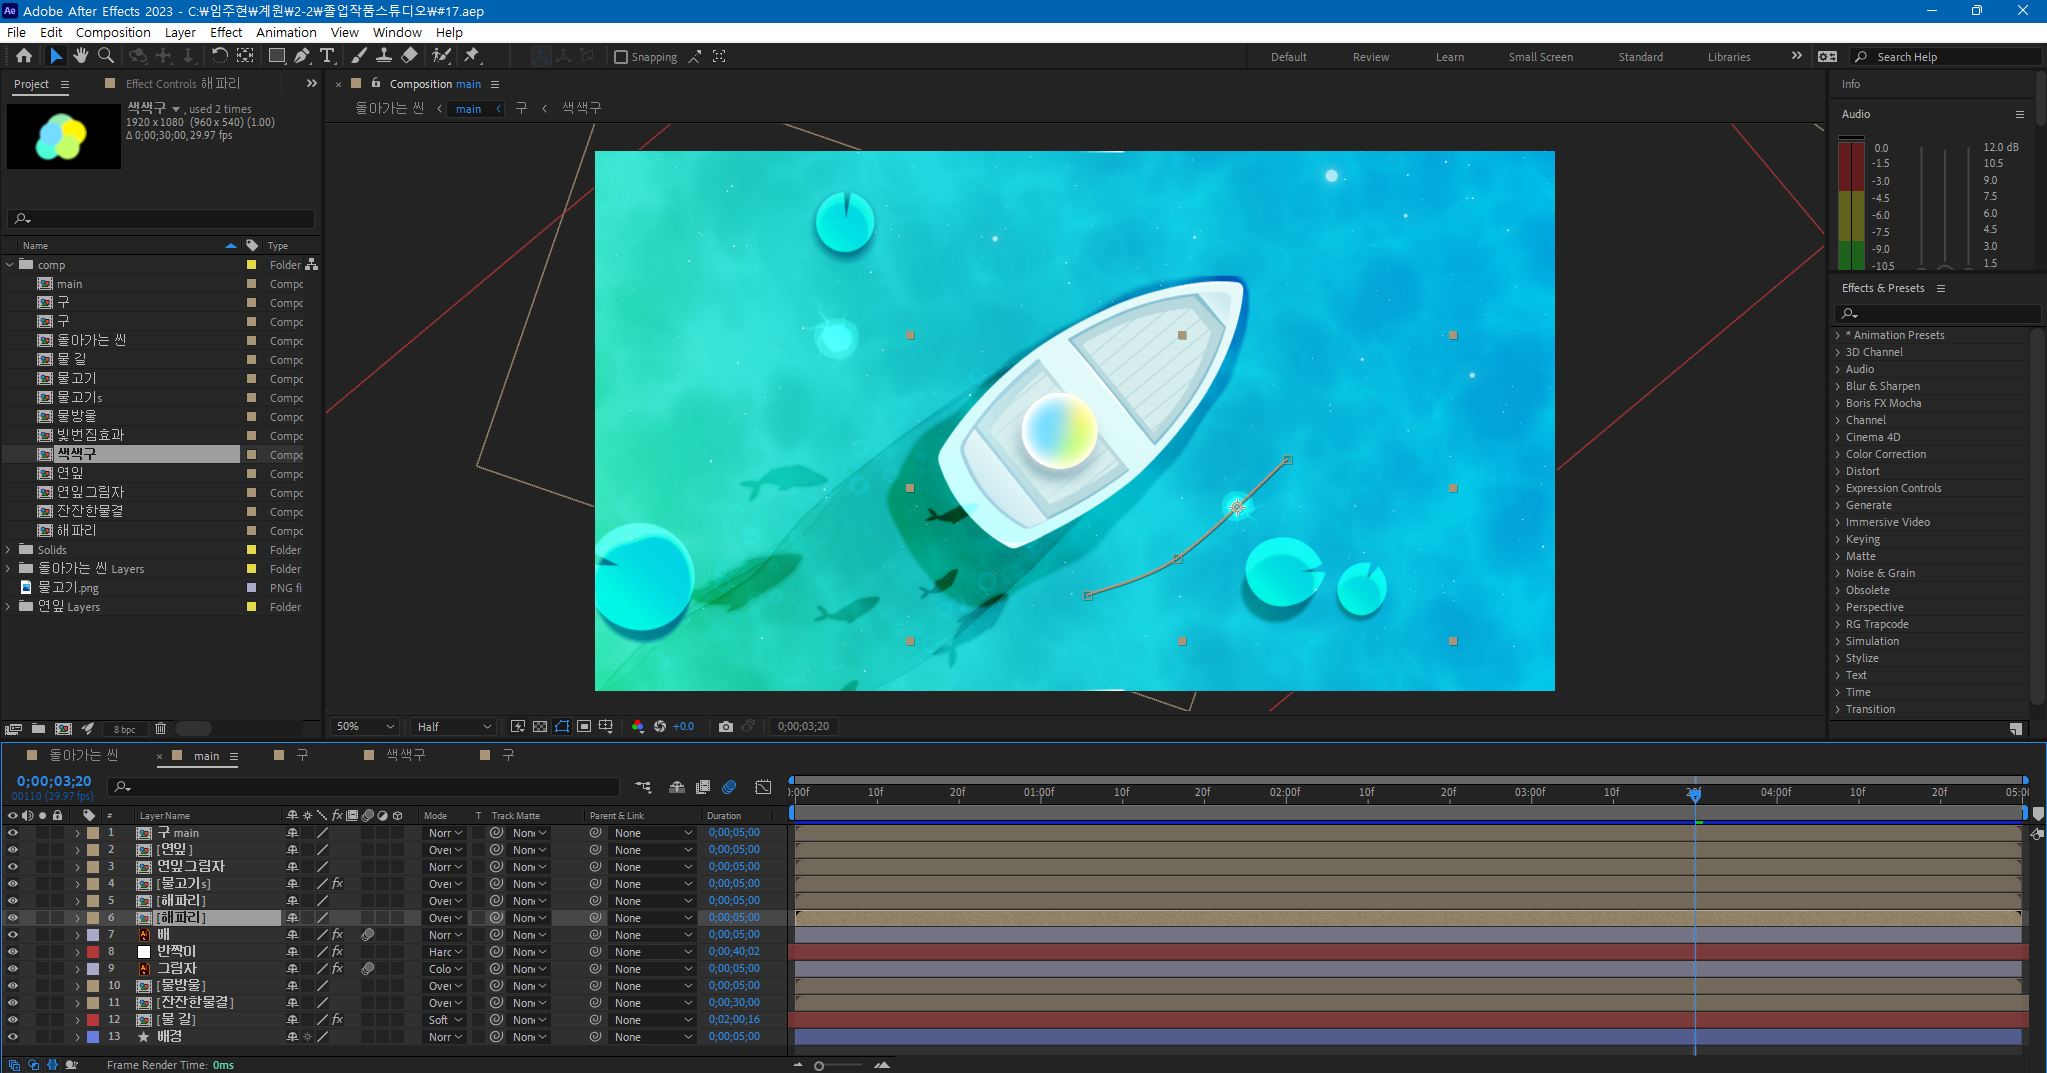 Adobe After Effects 2023 - C:₩임주현₩계원₩2-2₩졸업작품스튜디오₩#17.aep
File Edit Composition Layer Effect Animation View Window Help
Snapping Default Review Learn Small Screen Standard Libraries Search Help
Project Effect Controls 해파리
색색구 , used 2 times
1920 x 1080 (960 x 540) (1.00)
Δ 0;00;30;00, 29.97 fps
Name Type
comp Folder
main Compc
구 Compc
구 Compc
돌아가는 씬 Compc
물 길 Compc
물고기 Compc
물고기s Compc
물방울 Compc
빛번짐효과 Compc
색색구 Compc
연잎 Compc
연잎그림자 Compc
잔잔한물결 Compc
해파리 Compc
Solids Folder
돌아가는 씬 Layers Folder
물고기.png PNG fi
연잎 Layers Folder
8 bpc
Composition main
돌아가는 씬 main 구 색색구
50% Half +0.0 0;00;03;20
Info
Audio
0.0 12.0 dB
-1.5 10.5
-3.0 9.0
-4.5 7.5
-6.0 6.0
-7.5 4.5
-9.0 3.0
-10.5 1.5
Effects & Presets
* Animation Presets
3D Channel
Audio
Blur & Sharpen
Boris FX Mocha
Channel
Cinema 4D
Color Correction
Distort
Expression Controls
Generate
Immersive Video
Keying
Matte
Noise & Grain
Obsolete
Perspective
RG Trapcode
Simulation
Stylize
Text
Time
Transition
돌아가는 씬 main 구 색색구 구
0;00;03;20
00110 (29.97 fps)
):00f 10f 20f 01:00f 10f 20f 02:00f 10f 20f 03:00f 10f 20f 04:00f 10f 20f 05:00
# Layer Name Mode T Track Matte Parent & Link Duration
1 구 main Norr None None 0;00;05;00
2 [연잎] Over None None 0;00;05;00
3 연잎그림자 Norr None None 0;00;05;00
4 [물고기s] fx Over None None 0;00;05;00
5 [해파리] Over None None 0;00;05;00
6 [해파리] Over None None 0;00;05;00
7 배 fx Norr None None 0;00;05;00
8 반짝이 fx Harc None None 0;00;40;02
9 그림자 fx Colo None None 0;00;05;00
10 [물방울] Over None None 0;00;05;00
11 [잔잔한물결] Over None None 0;00;30;00
12 [물 길] fx Soft None None 0;02;00;16
13 배경 Norr None None 0;00;05;00
Frame Render Time: 0ms